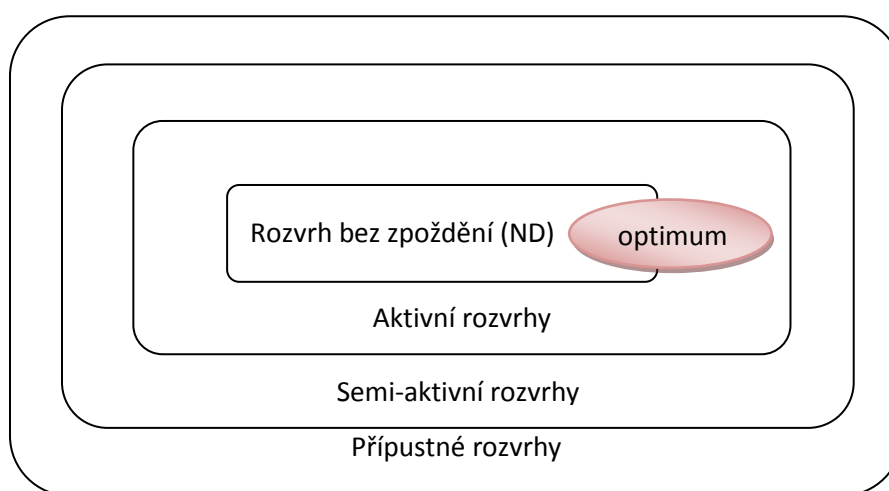 Rozvrh bez zpoždění (ND)
optimum
Aktivní rozvrhy
Semi-aktivní rozvrhy
Přípustné rozvrhy